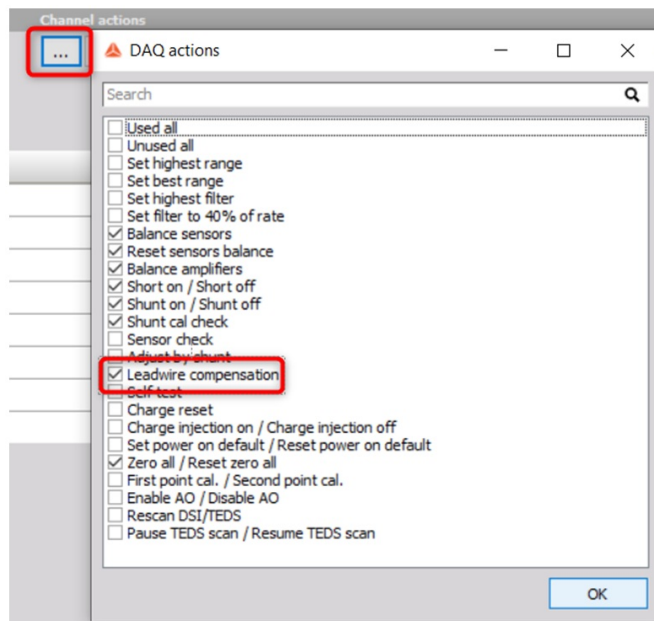 Channel actions
...
DAQ actions
Search
Used all
Unused all
Set highest range
Set best range
Set highest filter
Set filter to 40% of rate
Balance sensors
Reset sensors balance
Balance amplifiers
Short on / Short off
Shunt on / Shunt off
Shunt cal check
Sensor check
Adjust by shunt
Leadwire compensation
Self test
Charge reset
Charge injection on / Charge injection off
Set power on default / Reset power on default
Zero all / Reset zero all
First point cal. / Second point cal.
Enable AO / Disable AO
Rescan DSI/TEDS
Pause TEDS scan / Resume TEDS scan
OK